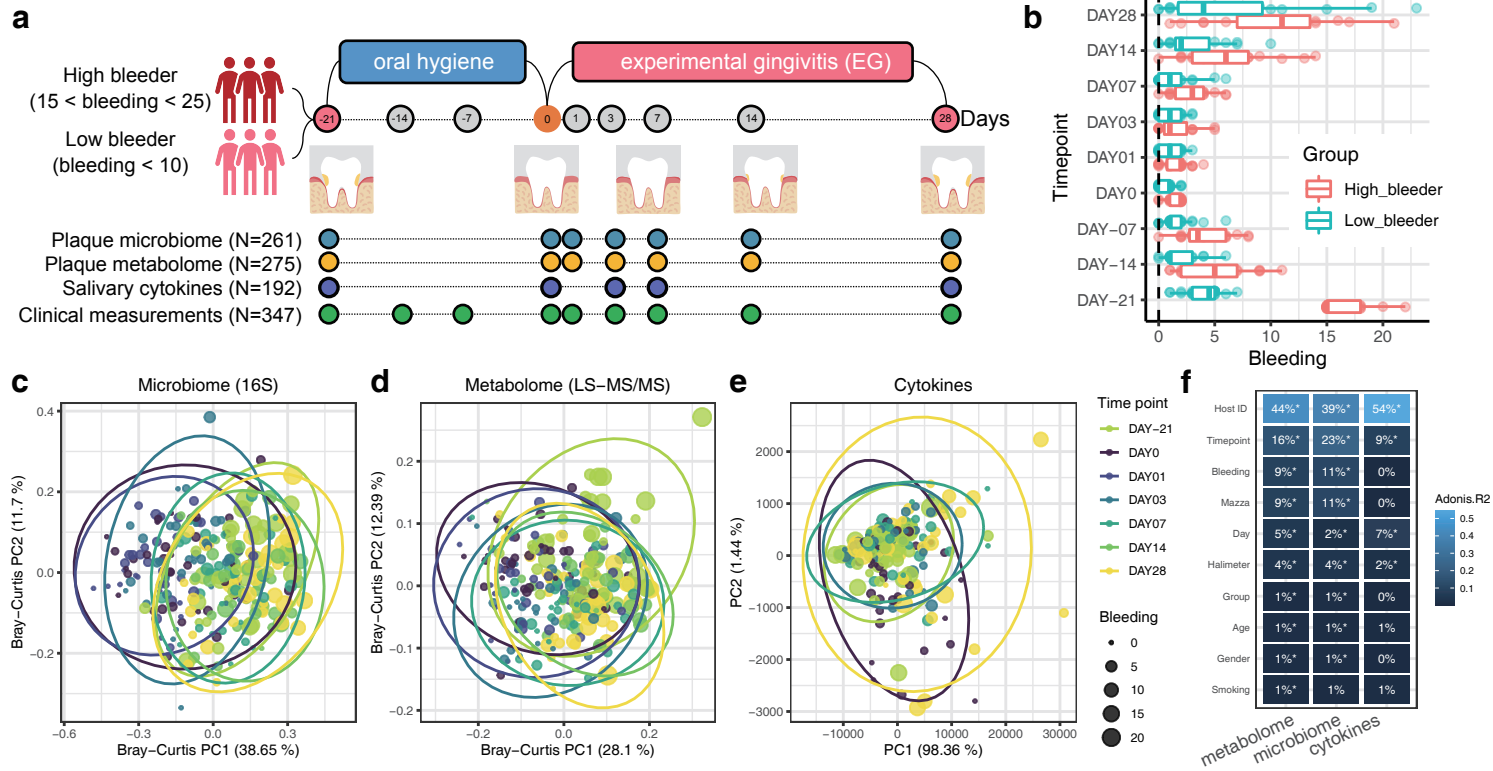 a
oral hygiene
experimental gingivitis (EG)
High bleeder
(15 < bleeding < 25)
Low bleeder
(bleeding < 10)
-21
-14
-7
0
1
3
7
14
28
Days
Plaque microbiome (N=261)
Plaque metabolome (N=275)
Salivary cytokines (N=192)
Clinical measurements (N=347)
b
Timepoint
DAY28
DAY14
DAY07
DAY03
DAY01
DAY0
DAY−07
DAY−14
DAY−21
0 5 10 15 20
Bleeding
Group
High_bleeder
Low_bleeder
c
Microbiome (16S)
Bray−Curtis PC2 (11.7 %)
0.4
0.2
0.0
−0.2
−0.6 −0.3 0.0 0.3
Bray−Curtis PC1 (38.65 %)
d
Metabolome (LS−MS/MS)
Bray−Curtis PC2 (12.39 %)
0.2
0.1
0.0
−0.1
−0.2
−0.2 0.0 0.2
Bray−Curtis PC1 (28.1 %)
e
Cytokines
PC2 (1.44 %)
2000
1000
0
−1000
−2000
−3000
−10000 0 10000 20000 30000
PC1 (98.36 %)
Time point
DAY−21
DAY0
DAY01
DAY03
DAY07
DAY14
DAY28
Bleeding
0
5
10
15
20
f
Host ID 44%* 39%* 54%*
Timepoint 16%* 23%* 9%*
Bleeding 9%* 11%* 0%
Mazza 9%* 11%* 0%
Day 5%* 2%* 7%*
Halimeter 4%* 4%* 2%*
Group 1%* 1%* 0%
Age 1%* 1%* 1%
Gender 1%* 1%* 0%
Smoking 1%* 1% 1%
metabolome
microbiome
cytokines
Adonis.R2
0.5
0.4
0.3
0.2
0.1